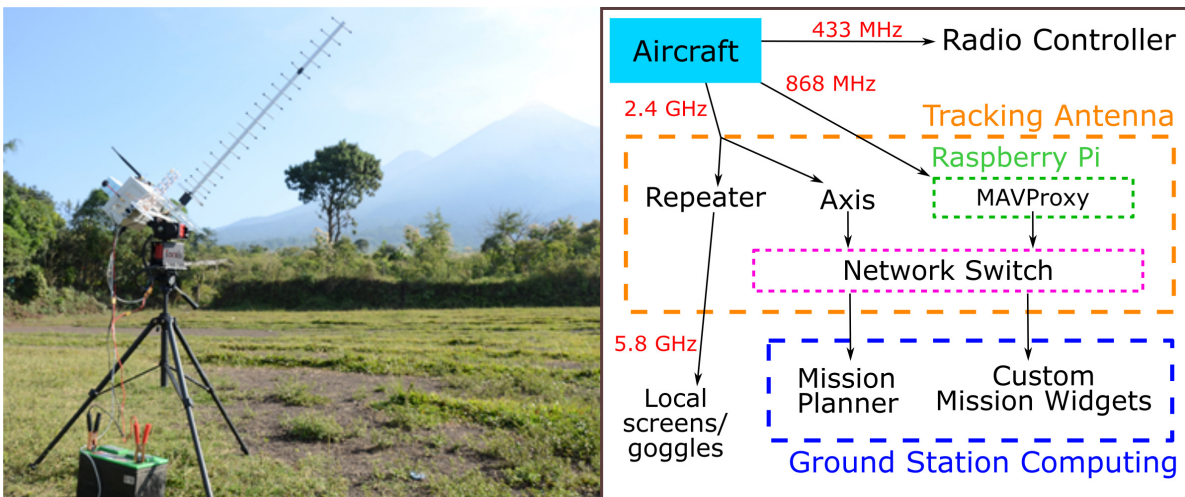 433 MHz
Radio Controller
Aircraft
868 MHz
2.4 GHz
Tracking Antenna
Raspberry Pi
Repeater
Axis
MAVProxy
Network Switch
5.8 GHz
Mission
Planner
Custom
Mission Widgets
Local
screens/
goggles
Ground Station Computing